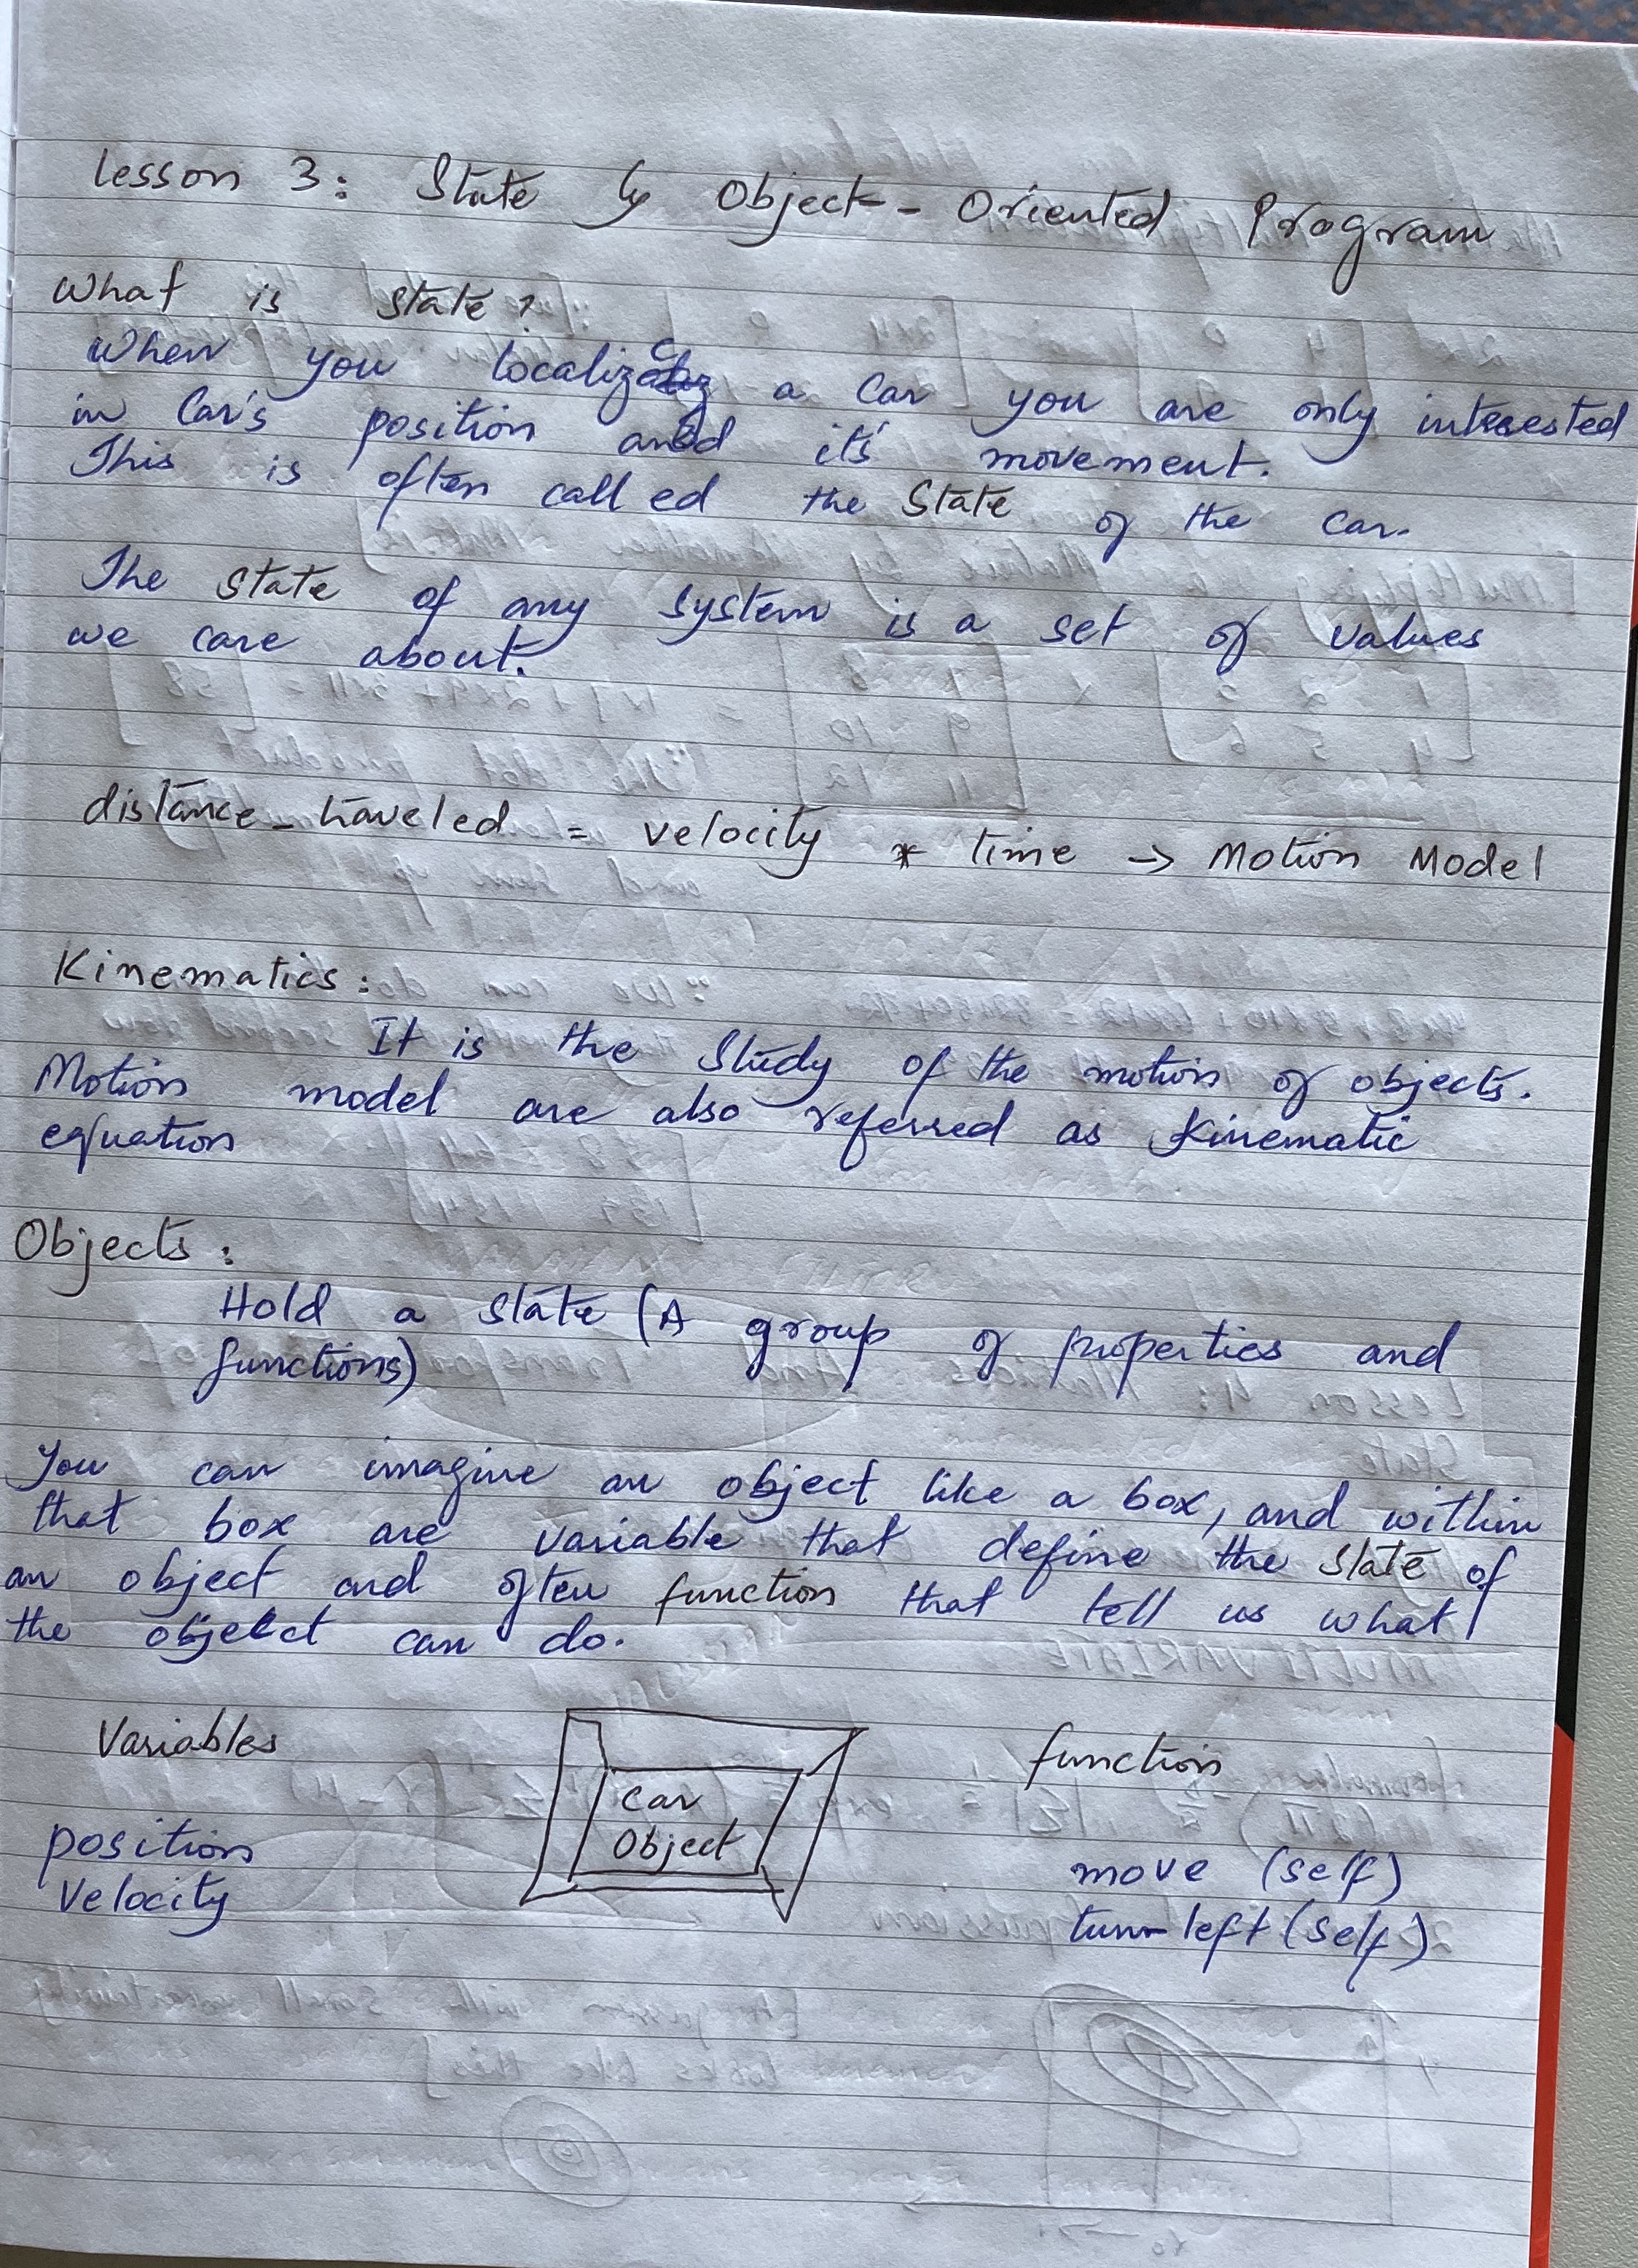 Lesson 3: State & Object-Oriented Program
What is state?
When you localize a car you are only interested
in Car's position and it's movement.
This is often called the State of the car.
The state of any system is a set of values
we care about.
distance_traveled = velocity * time → Motion Model
Kinematics:
It is the study of the motion of objects.
Motion model are also referred as kinematic
equation
Objects:
Hold a state (A group of properties and
functions)
You can imagine an object like a box, and within
that box are variable that define the state of
an object and often function that tell us what
the object can do.
Variables
position
velocity
Car
Object
function
move (self)
turn left (self)